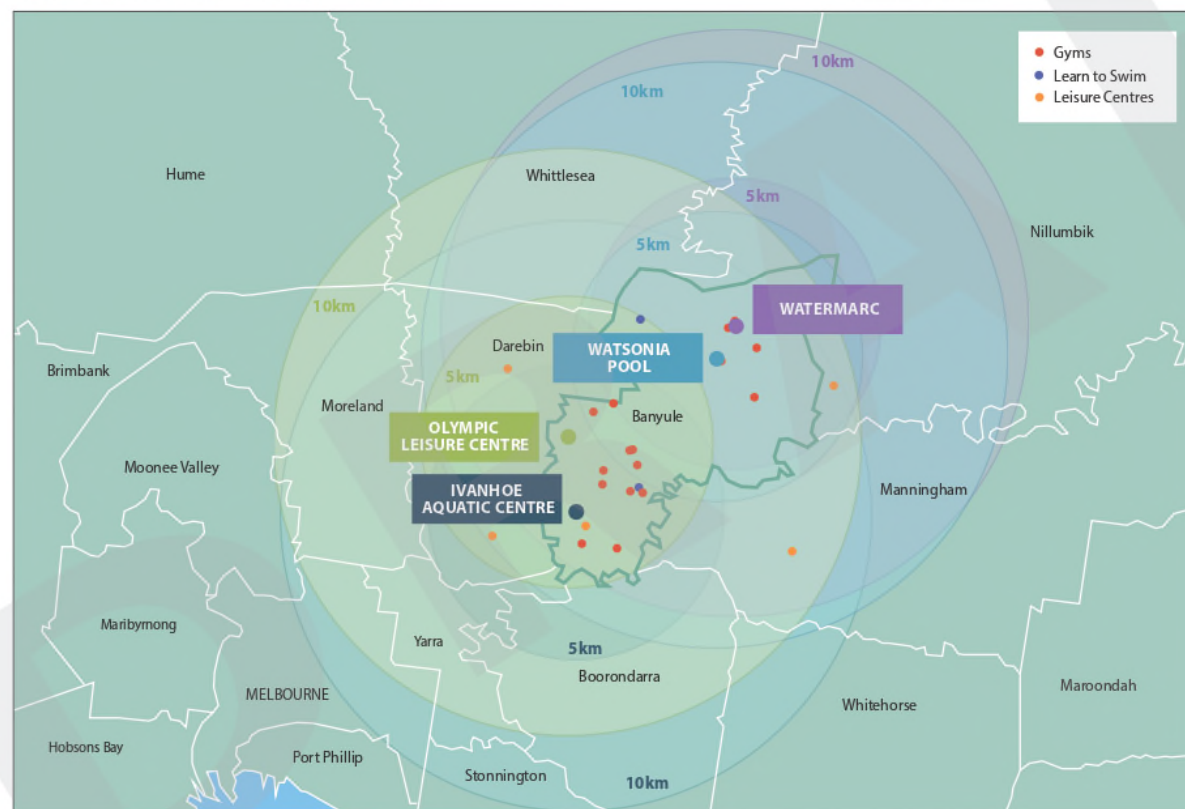 10km
Gyms
Learn to Swim
Leisure Centres
10km
Hume
Whittlesea
5km
Nillumbik
5km
10km
WATERMARC
Darebin
WATSONIA
POOL
Brimbank
5km
Moreland
Banyule
OLYMPIC
LEISURE CENTRE
Moonee Valley
Manningham
IVANHOE
AQUATIC CENTRE
Maribymong
Yarra
5km
Boorondarra
Maroondah
MELBOURNE
Whitehorse
Hobsons Bay
Port Phillip
Stonnington
10km